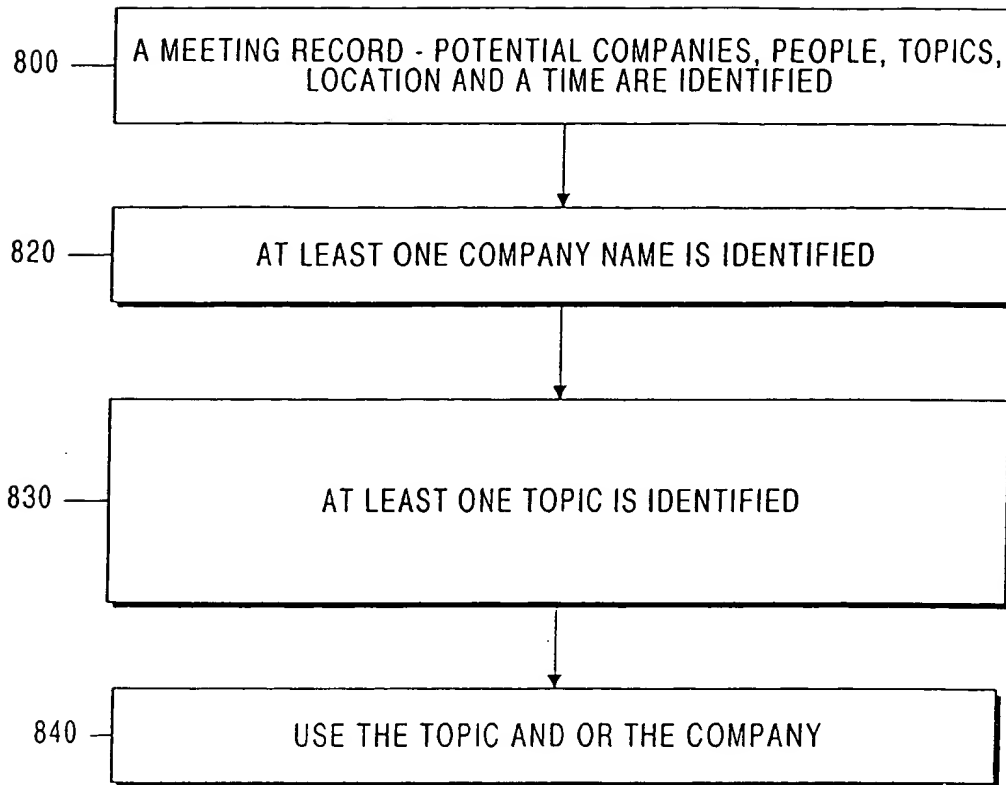 800
A MEETING RECORD - POTENTIAL COMPANIES, PEOPLE, TOPICS,
LOCATION AND A TIME ARE IDENTIFIED
820
AT LEAST ONE COMPANY NAME IS IDENTIFIED
830
AT LEAST ONE TOPIC IS IDENTIFIED
840
USE THE TOPIC AND OR THE COMPANY